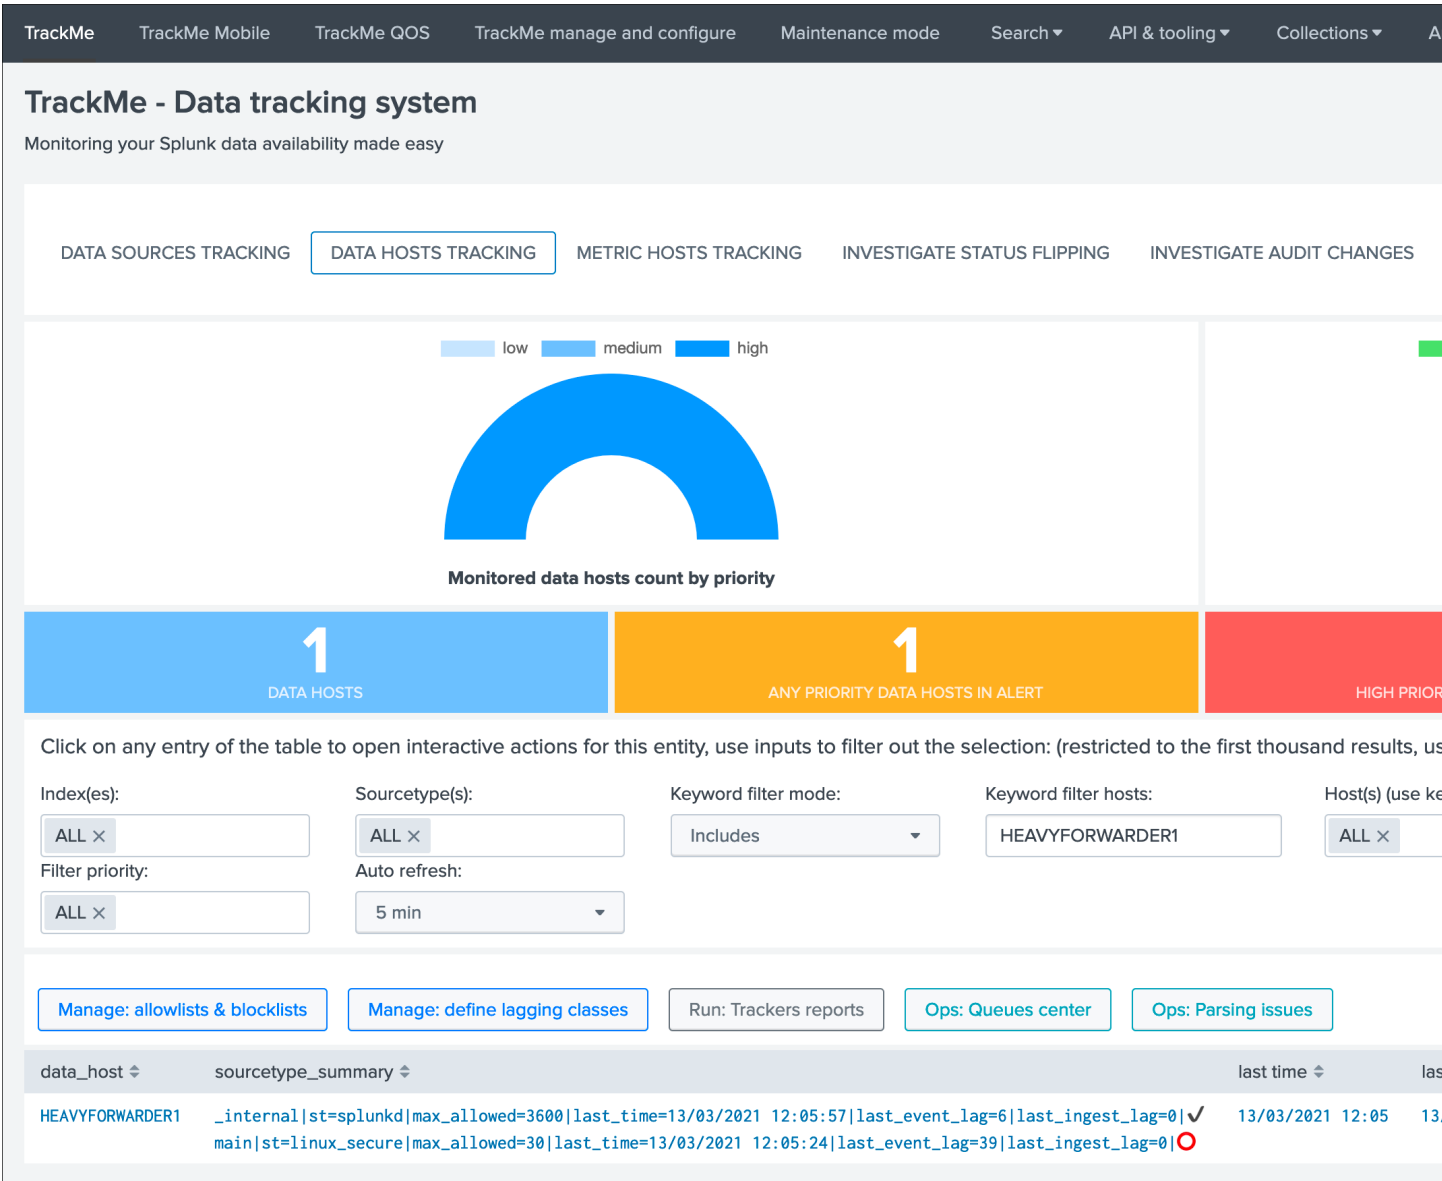 TrackMe TrackMe Mobile TrackMe QOS TrackMe manage and configure Maintenance mode Search API & tooling Collections A
TrackMe - Data tracking system
Monitoring your Splunk data availability made easy
DATA SOURCES TRACKING DATA HOSTS TRACKING METRIC HOSTS TRACKING INVESTIGATE STATUS FLIPPING INVESTIGATE AUDIT CHANGES
low medium high
Monitored data hosts count by priority
1 1
DATA HOSTS ANY PRIORITY DATA HOSTS IN ALERT HIGH PRIOR
Click on any entry of the table to open interactive actions for this entity, use inputs to filter out the selection: (restricted to the first thousand results, us
Index(es): Sourcetype(s): Keyword filter mode: Keyword filter hosts: Host(s) (use ke
ALL ALL Includes HEAVYFORWARDER1 ALL
Filter priority: Auto refresh:
ALL 5 min
Manage: allowlists & blocklists Manage: define lagging classes Run: Trackers reports Ops: Queues center Ops: Parsing issues
data_host sourcetype_summary last time las
HEAVYFORWARDER1 _internal|st=splunkd|max_allowed=3600|last_time=13/03/2021 12:05:57|last_event_lag=6|last_ingest_lag=0|✔ 13/03/2021 12:05 13/
main|st=linux_secure|max_allowed=30|last_time=13/03/2021 12:05:24|last_event_lag=39|last_ingest_lag=0|⭕